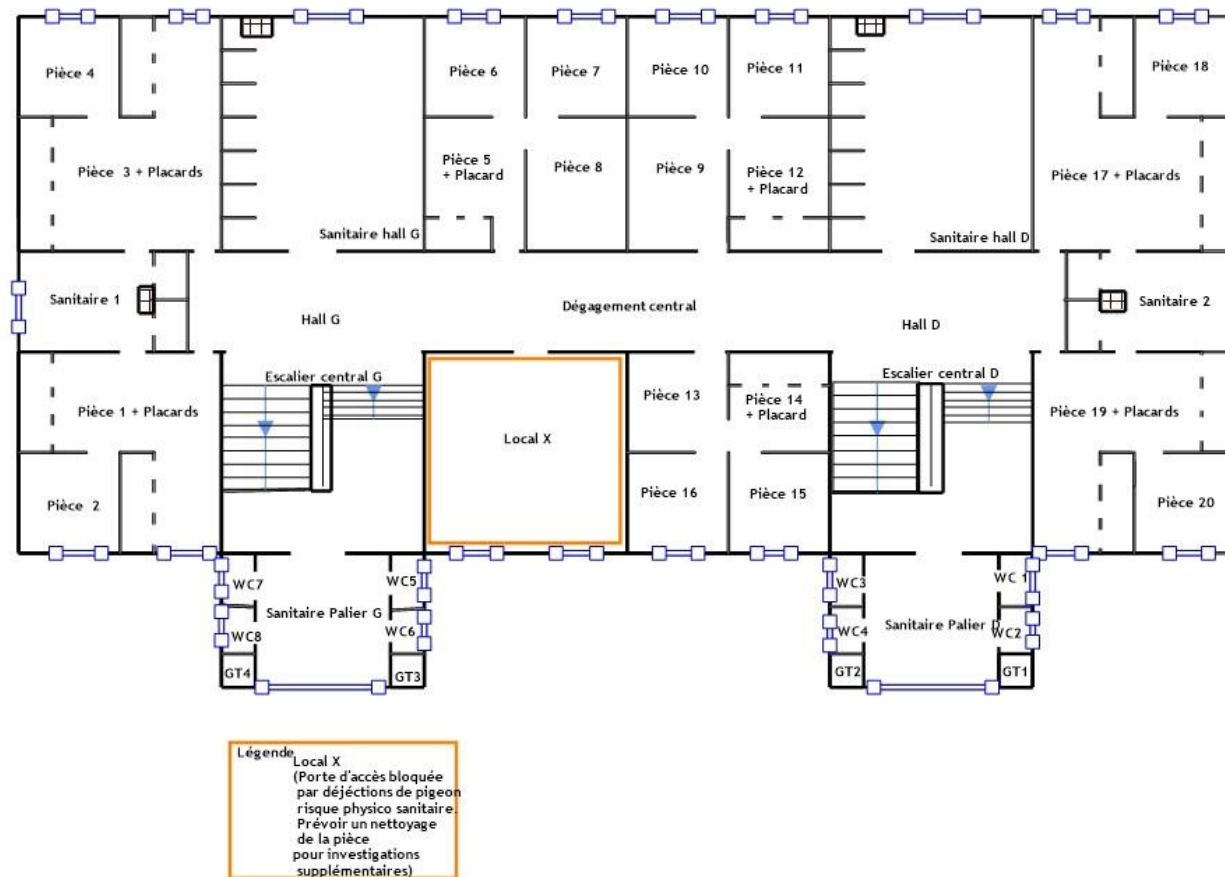 Pièce 4
Pièce 6
Pièce 7
Pièce 10
Pièce 11
Pièce 18
Pièce 3 + Placards
Pièce 5
+ Placard
Pièce 8
Pièce 9
Pièce 12
+ Placard
Pièce 17 + Placards
Sanitaire hall G
Sanitaire hall D
Sanitaire 1
Hall G
Dégagement central
Hall D
Sanitaire 2
Escalier central G
Escalier central D
Pièce 1 + Placards
Local X
Pièce 13
Pièce 14
+ Placard
Pièce 19 + Placards
Pièce 2
Pièce 16
Pièce 15
Pièce 20
WC7
WC5
WC3
WC 1
Sanitaire Palier G
Sanitaire Palier D
WC8
WC6
WC4
WC2
GT4
GT3
GT2
GT1
Légende
Local X
(Porte d'accès bloquée
par déjéctions de pigeon
risque physico sanitaire.
Prévoir un nettoyage
de la pièce
pour investigations
supplémentaires)